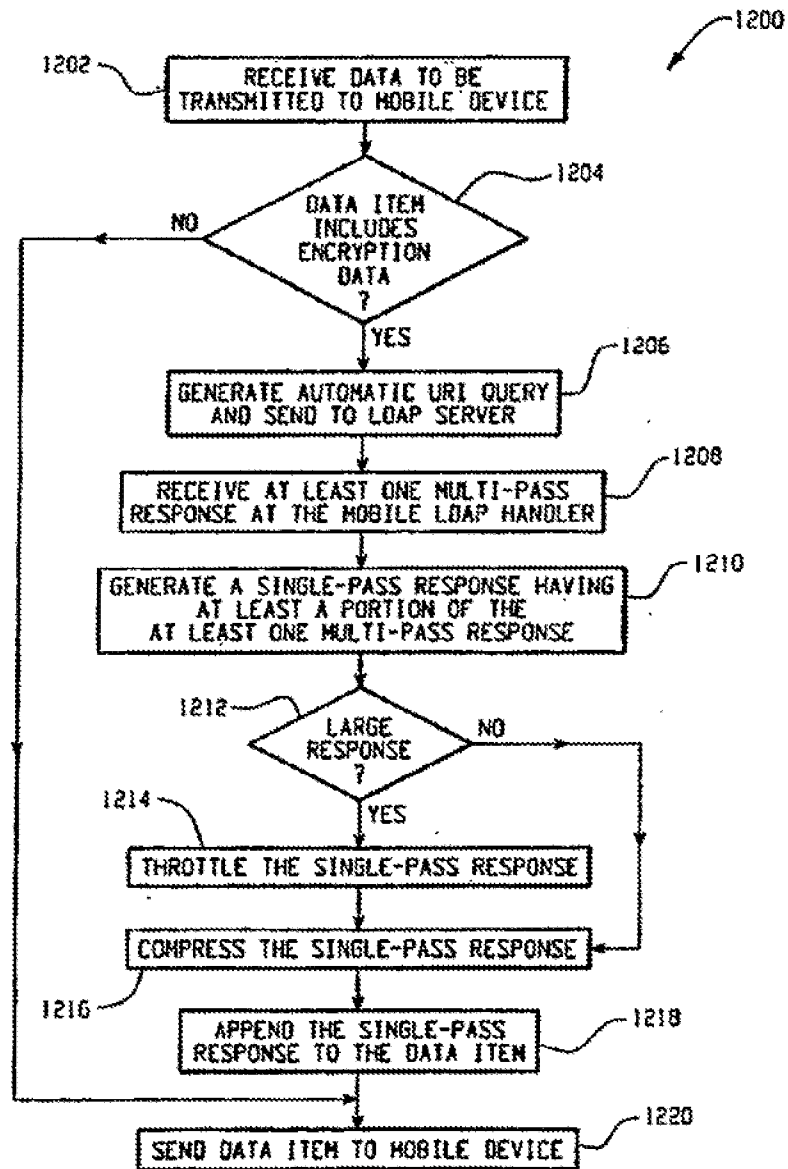 1200
1202
RECEIVE DATA TO BE
TRANSMITTED TO MOBILE DEVICE
1204
DATA ITEM
INCLUDES
ENCRYPTION
DATA
?
NO
YES
1206
GENERATE AUTOMATIC URI QUERY
AND SEND TO LDAP SERVER
1208
RECEIVE AT LEAST ONE MULTI-PASS
RESPONSE AT THE MOBILE LDAP HANDLER
1210
GENERATE A SINGLE-PASS RESPONSE HAVING
AT LEAST A PORTION OF THE
AT LEAST ONE MULTI-PASS RESPONSE
1212
LARGE
RESPONSE
?
NO
YES
1214
THROTTLE THE SINGLE-PASS RESPONSE
COMPRESS THE SINGLE-PASS RESPONSE
1216
APPEND THE SINGLE-PASS
RESPONSE TO THE DATA ITEM
1218
1220
SEND DATA ITEM TO MOBILE DEVICE